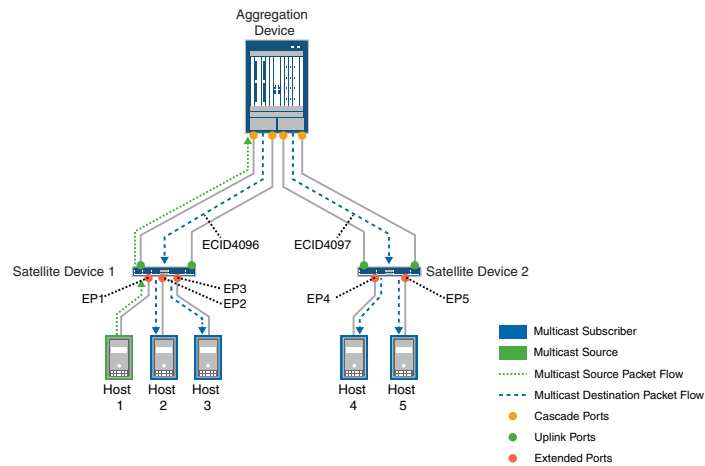 Aggregation
Device
ECID4096
ECID4097
Satellite Device 1
Satellite Device 2
EP1
EP3
EP2
EP4
EP5
Host
1
Host
2
Host
3
Host
4
Host
5
Multicast Subscriber
Multicast Source
Multicast Source Packet Flow
Multicast Destination Packet Flow
Cascade Ports
Uplink Ports
Extended Ports